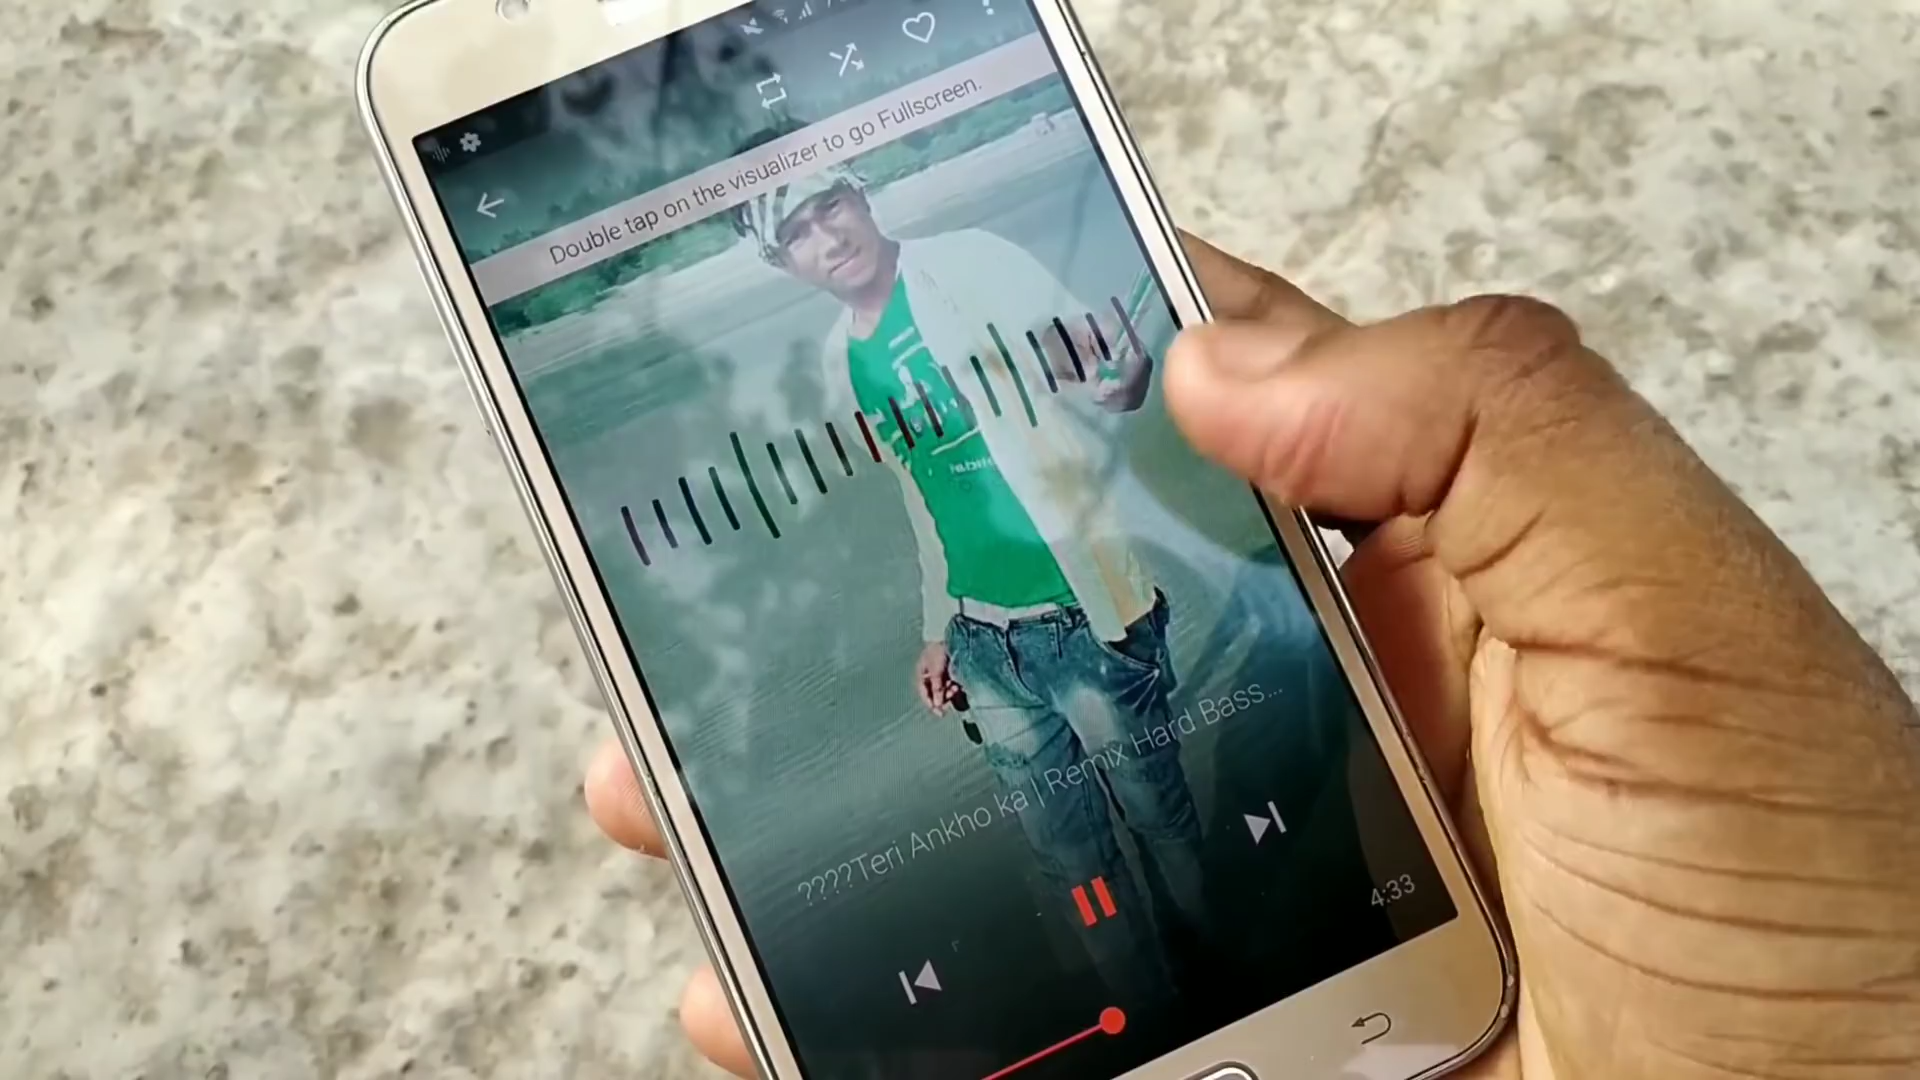 Double tap on the visualizer to go Fullscreen.
????Teri Ankho ka | Remix Hard Bass...
4:33